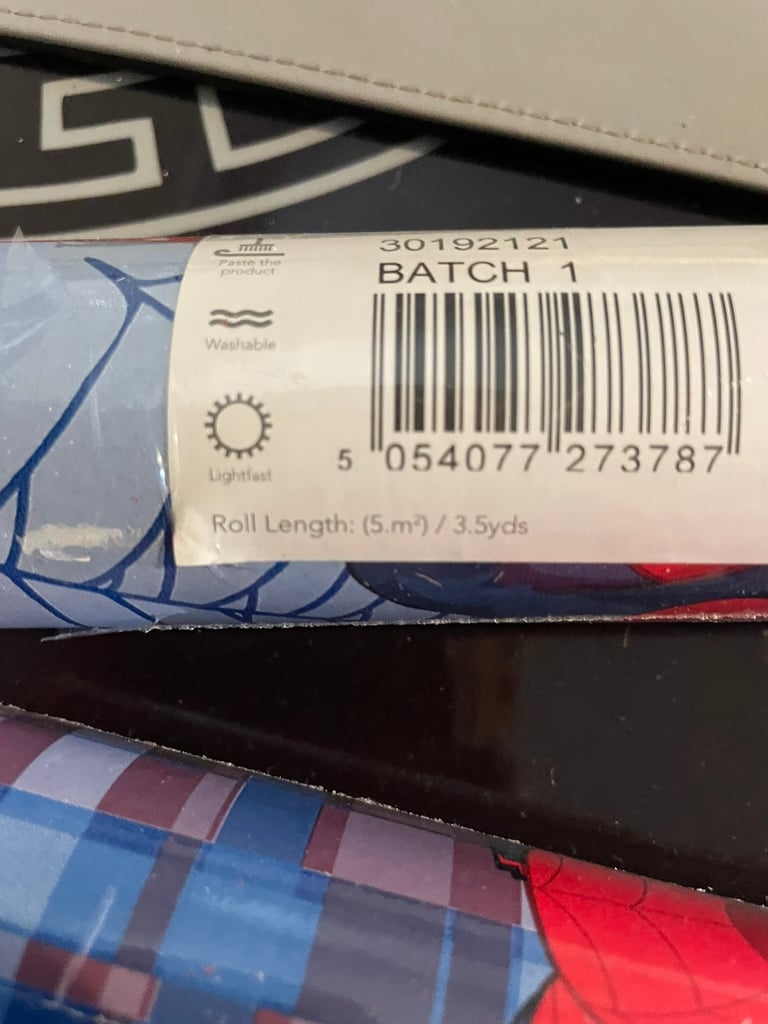 Paste the
product
Washable
Lightfast
30192121
BATCH 1
5 054077 273787
Roll Length: (5.m²) / 3.5yds